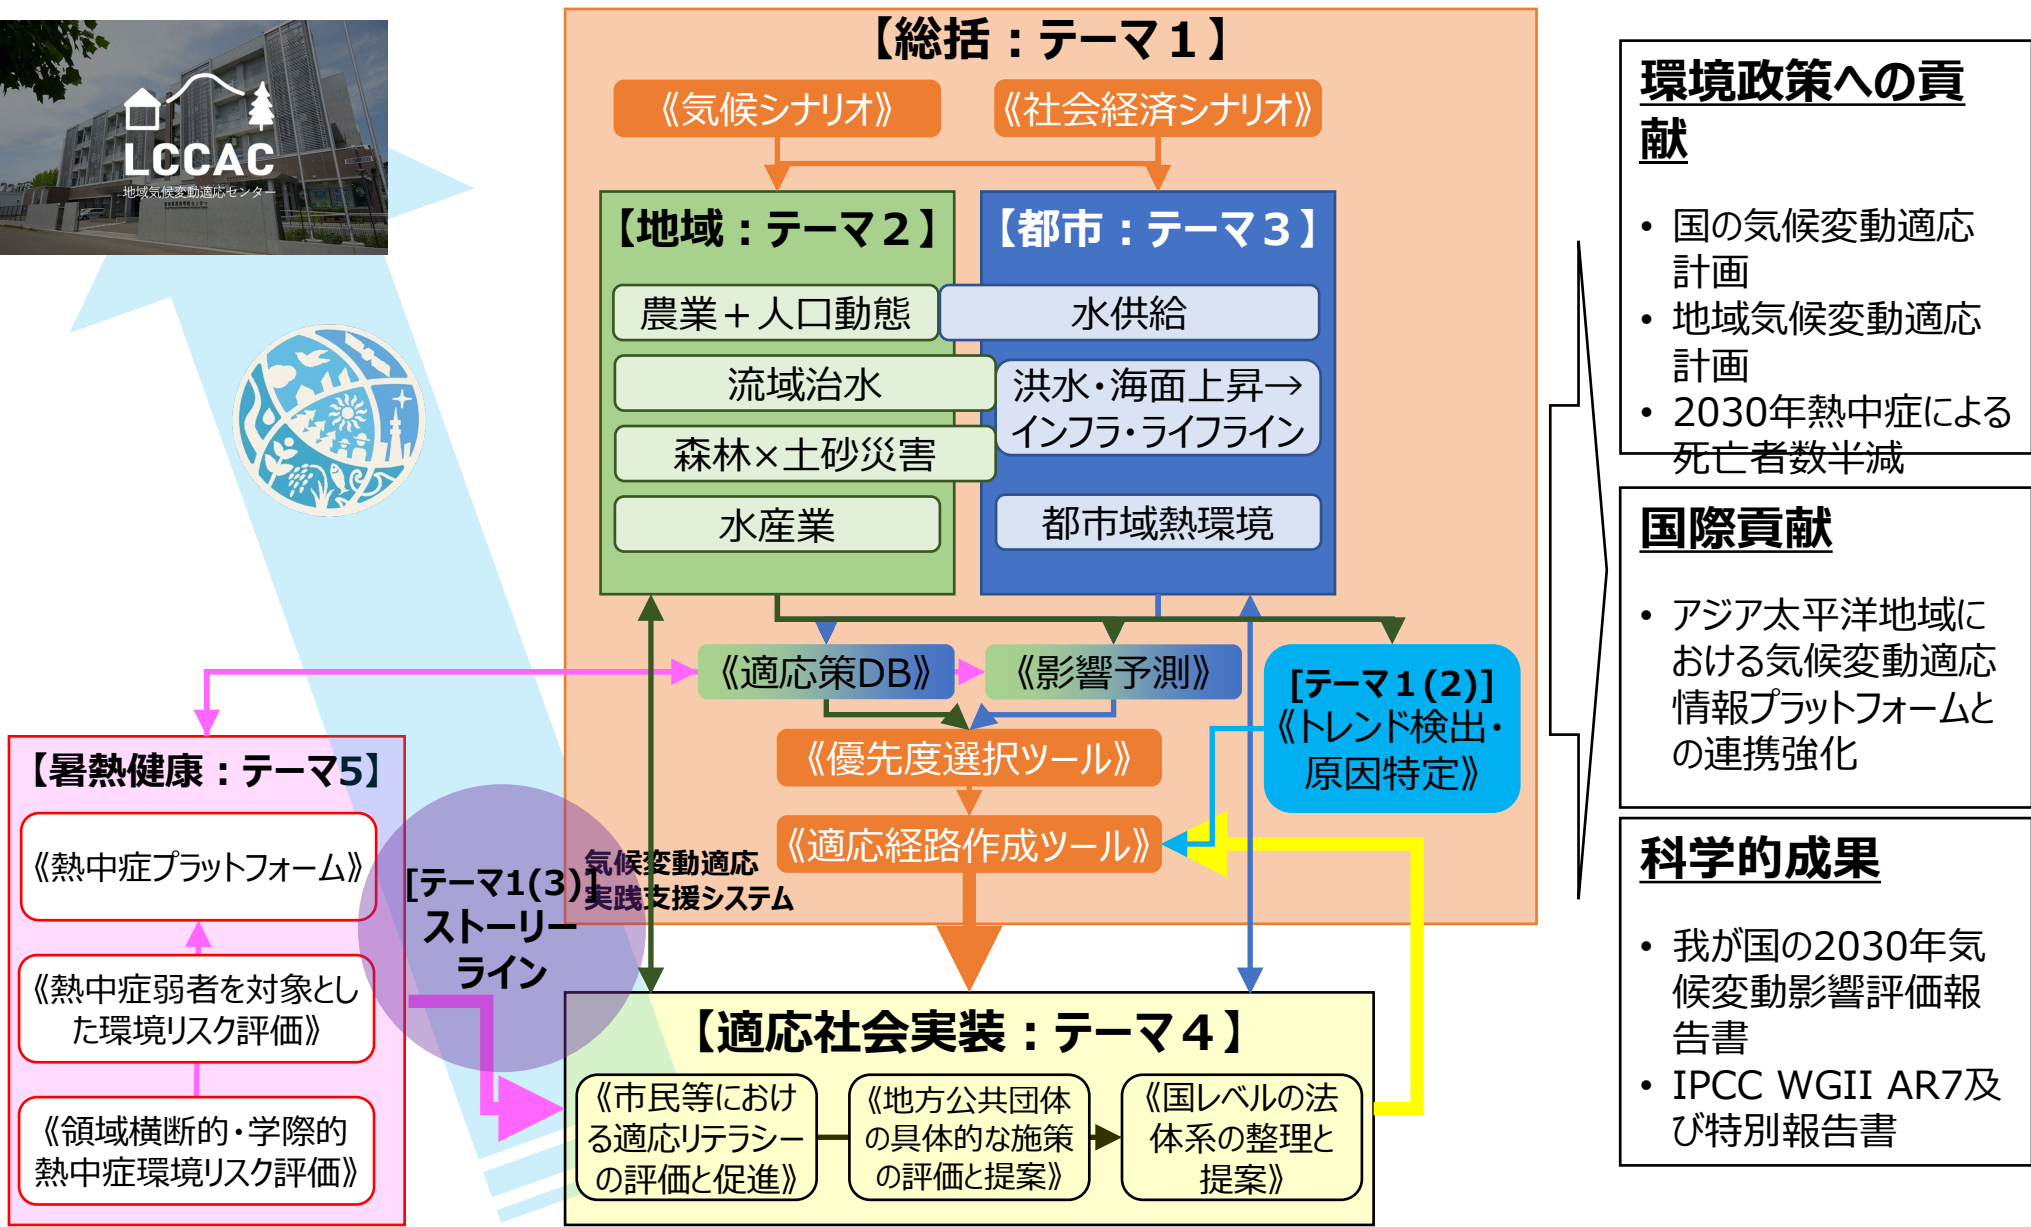 LCCAC
地域気候変動適応センター
【総括：テーマ１】
《気候シナリオ》
《社会経済シナリオ》
【地域：テーマ２】
農業＋人口動態
流域治水
森林×土砂災害
水産業
【都市：テーマ３】
水供給
洪水・海面上昇→
インフラ・ライフライン
都市域熱環境
《適応策DB》
《影響予測》
[テーマ１(2)]
《トレンド検出・
原因特定》
《優先度選択ツール》
《適応経路作成ツール》
気候変動適応
実践支援システム
【暑熱健康：テーマ5】
《熱中症プラットフォーム》
《熱中症弱者を対象とし
た環境リスク評価》
《領域横断的・学際的
熱中症環境リスク評価》
[テーマ1(3)]
ストーリー
ライン
【適応社会実装：テーマ４】
《市民等におけ
る適応リテラシー
の評価と促進》
《地方公共団体
の具体的な施策
の評価と提案》
《国レベルの法
体系の整理と
提案》
環境政策への貢
献
• 国の気候変動適応
計画
• 地域気候変動適応
計画
• 2030年熱中症による
死亡者数半減
国際貢献
• アジア太平洋地域に
おける気候変動適応
情報プラットフォームと
の連携強化
科学的成果
• 我が国の2030年気
候変動影響評価報
告書
• IPCC WGII AR7及
び特別報告書